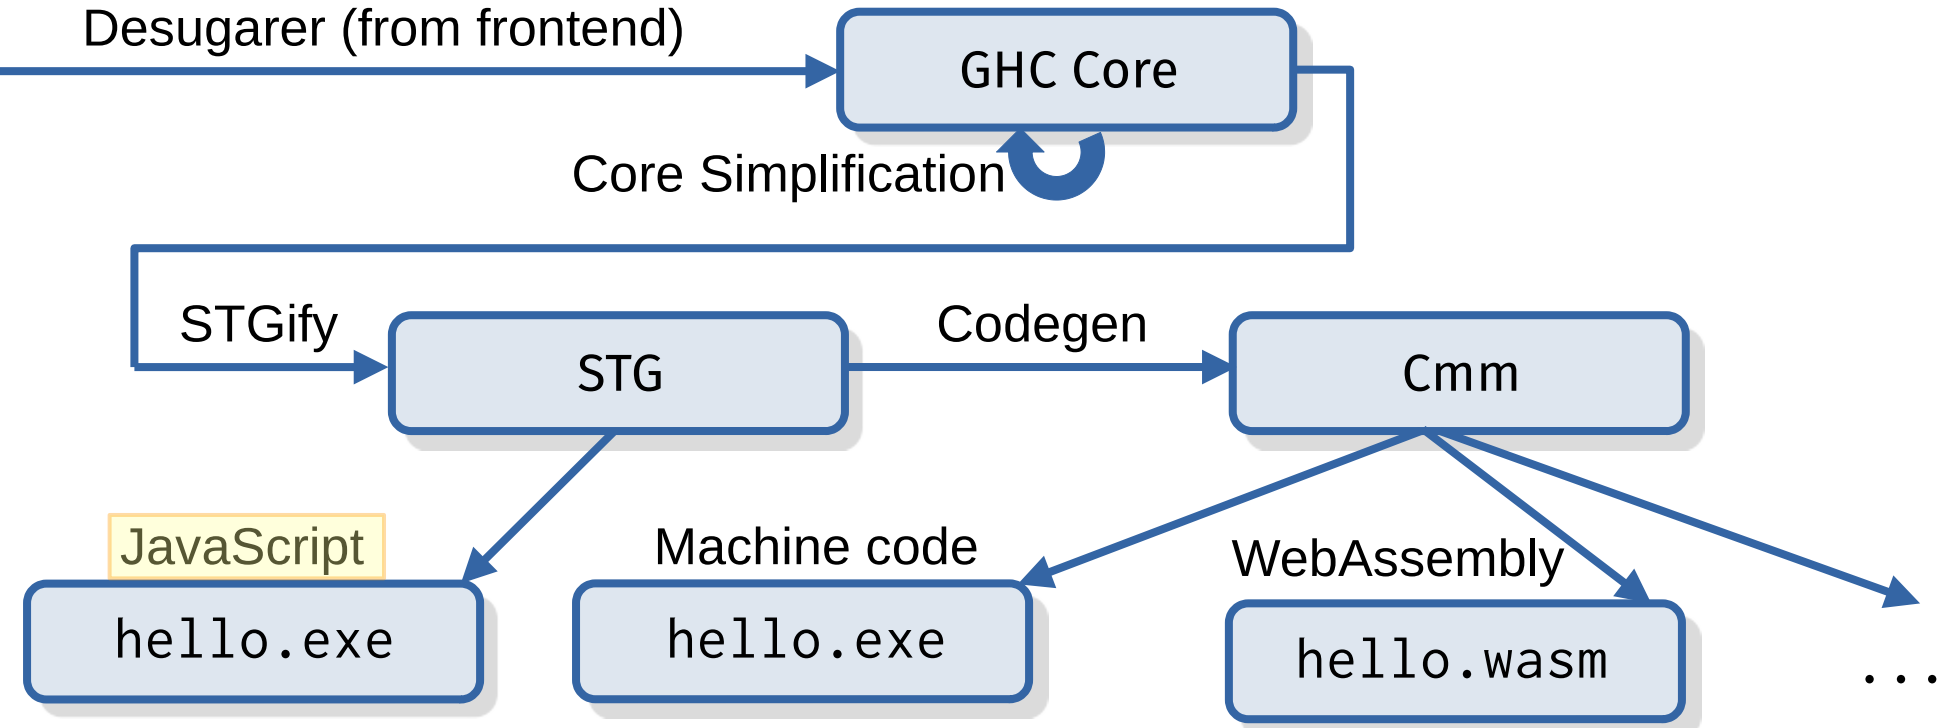 Desugarer (from frontend)
GHC Core
Core Simplification
STGify
STG
Codegen
Cmm
JavaScript
hello.exe
Machine code
hello.exe
WebAssembly
hello.wasm
...